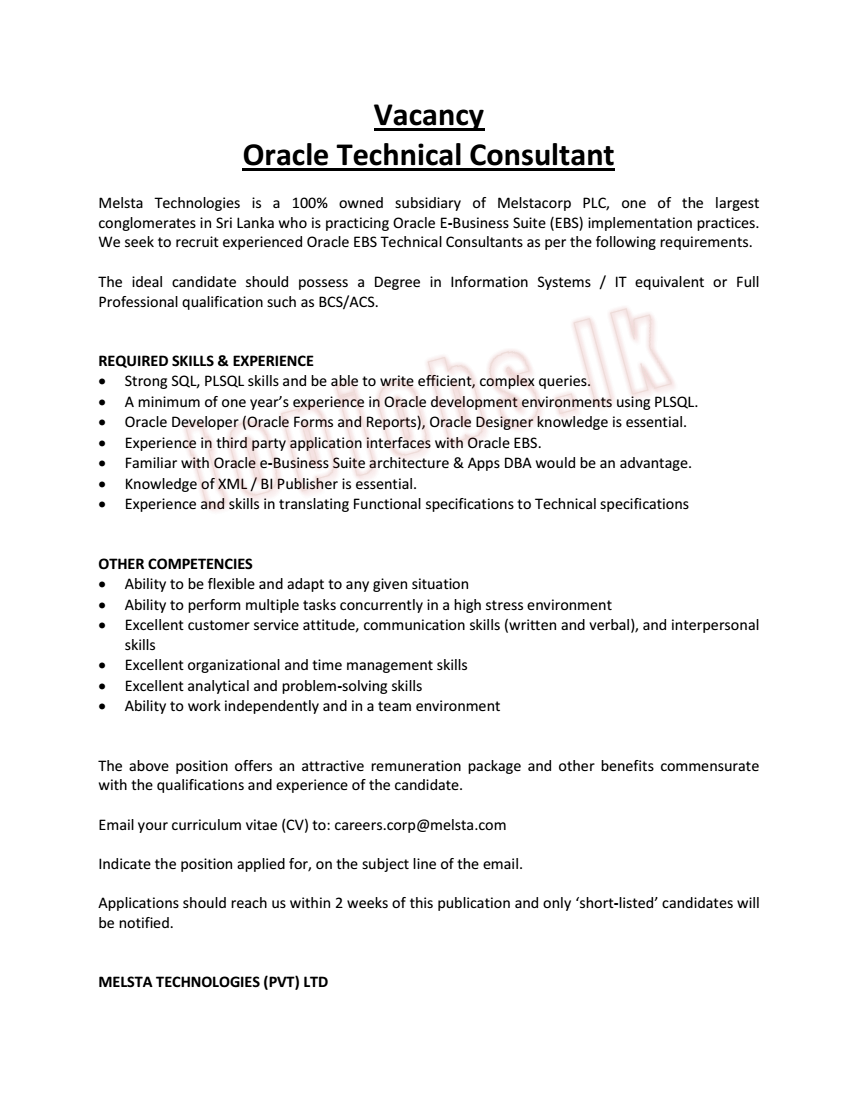 Vacancy
Oracle Technical Consultant
Melsta Technologies is a 100% owned subsidiary of Melstacorp PLC, one of the largest
conglomerates in Sri Lanka who is practicing Oracle E-Business Suite (EBS) implementation practices.
We seek to recruit experienced Oracle EBS Technical Consultants as per the following requirements.
The ideal candidate should possess a Degree in Information Systems / IT equivalent or Full
Professional qualification such as BCS/ACS.
REQUIRED SKILLS & EXPERIENCE
• Strong SQL, PLSQL skills and be able to write efficient, complex queries.
• A minimum of one year’s experience in Oracle development environments using PLSQL.
• Oracle Developer (Oracle Forms and Reports), Oracle Designer knowledge is essential.
• Experience in third party application interfaces with Oracle EBS.
• Familiar with Oracle e-Business Suite architecture & Apps DBA would be an advantage.
• Knowledge of XML / BI Publisher is essential.
• Experience and skills in translating Functional specifications to Technical specifications
topjobs.lk
OTHER COMPETENCIES
• Ability to be flexible and adapt to any given situation
• Ability to perform multiple tasks concurrently in a high stress environment
• Excellent customer service attitude, communication skills (written and verbal), and interpersonal
skills
• Excellent organizational and time management skills
• Excellent analytical and problem-solving skills
• Ability to work independently and in a team environment
The above position offers an attractive remuneration package and other benefits commensurate
with the qualifications and experience of the candidate.
Email your curriculum vitae (CV) to: careers.corp@melsta.com
Indicate the position applied for, on the subject line of the email.
Applications should reach us within 2 weeks of this publication and only ‘short-listed’ candidates will
be notified.
MELSTA TECHNOLOGIES (PVT) LTD